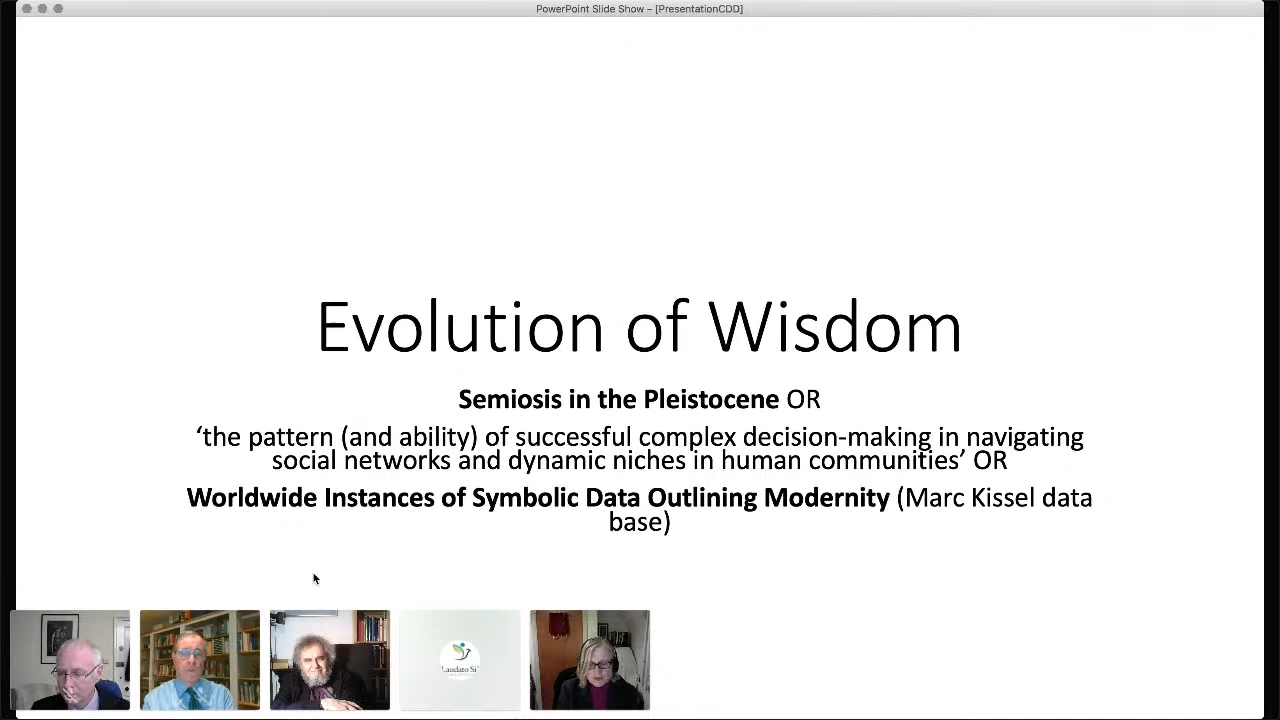 PowerPoint Slide Show – [PresentationCDD]
Evolution of Wisdom
Semiosis in the Pleistocene OR
‘the pattern (and ability) of successful complex decision-making in navigating
social networks and dynamic niches in human communities’ OR
Worldwide Instances of Symbolic Data Outlining Modernity (Marc Kissel data
base)
Laudato Si'